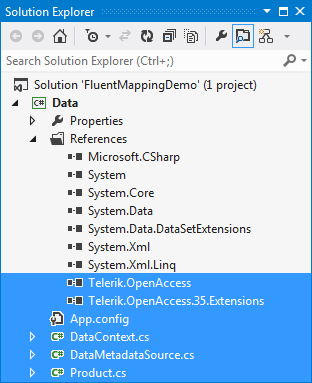 Solution Explorer
Search Solution Explorer (Ctrl+;)
Solution 'FluentMappingDemo' (1 project)
C# Data
Properties
References
Microsoft.CSharp
System
System.Core
System.Data
System.Data.DataSetExtensions
System.Xml
System.Xml.Linq
Telerik.OpenAccess
Telerik.OpenAccess.35.Extensions
App.config
C# DataContext.cs
C# DataMetadataSource.cs
C# Product.cs